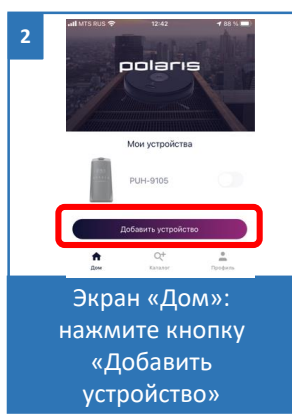 2
MTS RUS 12:42 88 %
polaris
Мои устройства
PUH-9105
Добавить устройство
Дом Каталог Профиль
Экран «Дом»:
нажмите кнопку
«Добавить
устройство»